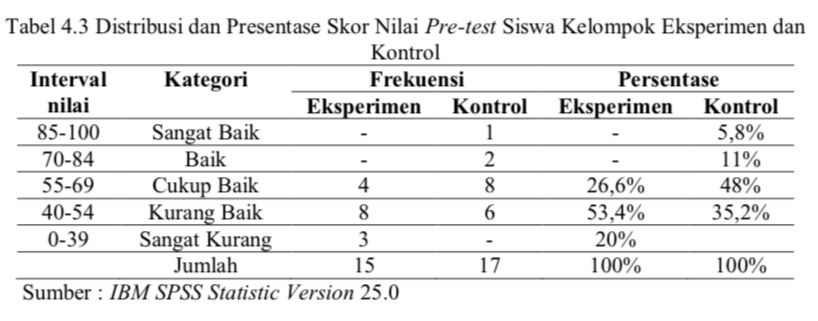 Tabel 4.3 Distribusi dan Presentase Skor Nilai Pre-test Siswa Kelompok Eksperimen dan
Kontrol
Interval nilai Kategori Frekuensi Persentase
Eksperimen Kontrol Eksperimen Kontrol
85-100 Sangat Baik - 1 - 5,8%
70-84 Baik - 2 - 11%
55-69 Cukup Baik 4 8 26,6% 48%
40-54 Kurang Baik 8 6 53,4% 35,2%
0-39 Sangat Kurang 3 - 20%
Jumlah 15 17 100% 100%
Sumber : IBM SPSS Statistic Version 25.0